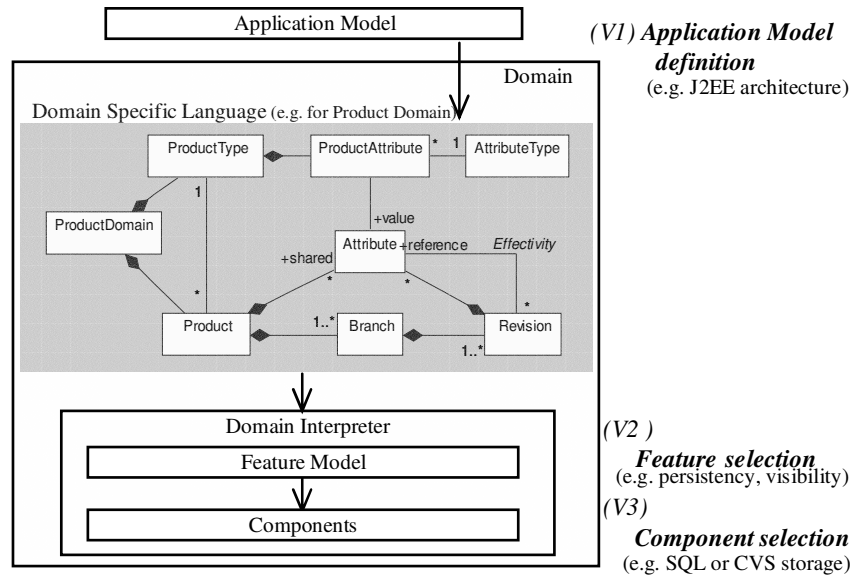 Application Model
(V1) Application Model
definition
(e.g. J2EE architecture)
Domain
Domain Specific Language (e.g. for Product Domain)
ProductType
ProductAttribute
*
1
AttributeType
1
ProductDomain
+value
Attribute
+reference
Effectivity
+shared
*
*
*
*
Product
1..*
Branch
1..*
Revision
Domain Interpreter
Feature Model
Components
(V2 )
Feature selection
(e.g. persistency, visibility)
(V3)
Component selection
(e.g. SQL or CVS storage)